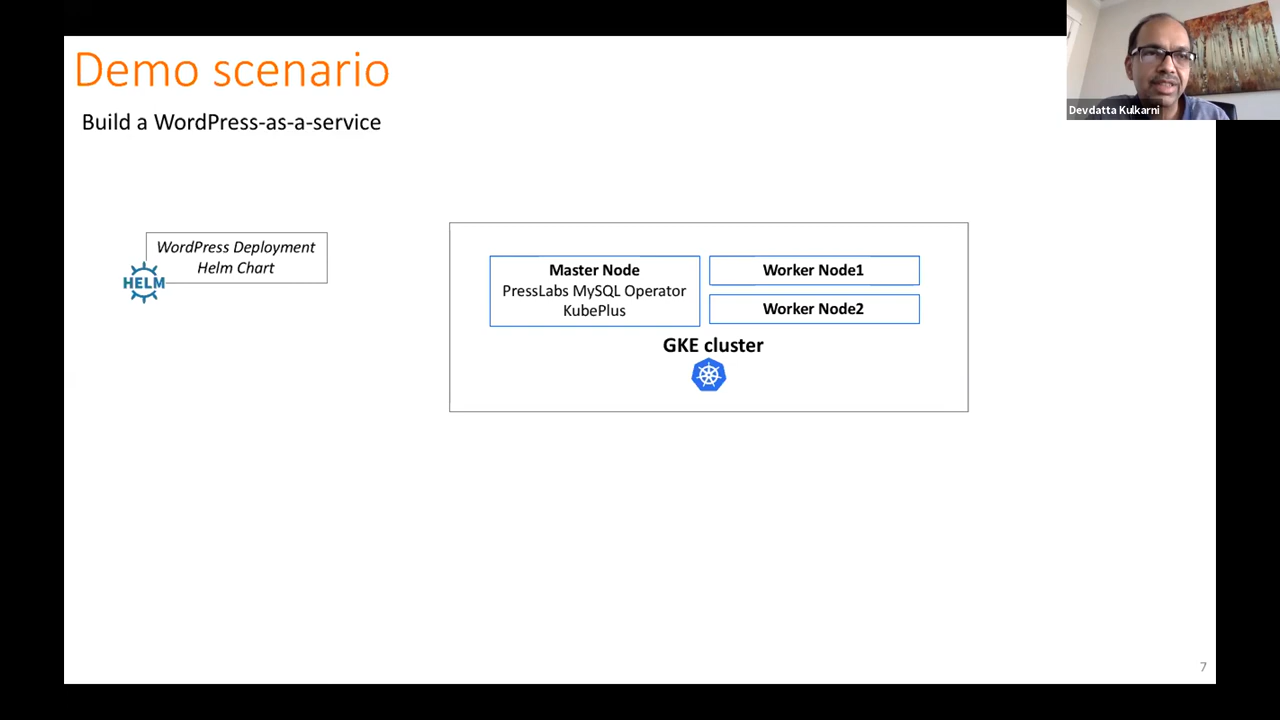 Demo scenario
Build a WordPress-as-a-service
Devdatta Kulkarni
WordPress Deployment
Helm Chart
HELM
Master Node
PressLabs MySQL Operator
KubePlus
Worker Node1
Worker Node2
GKE cluster
7